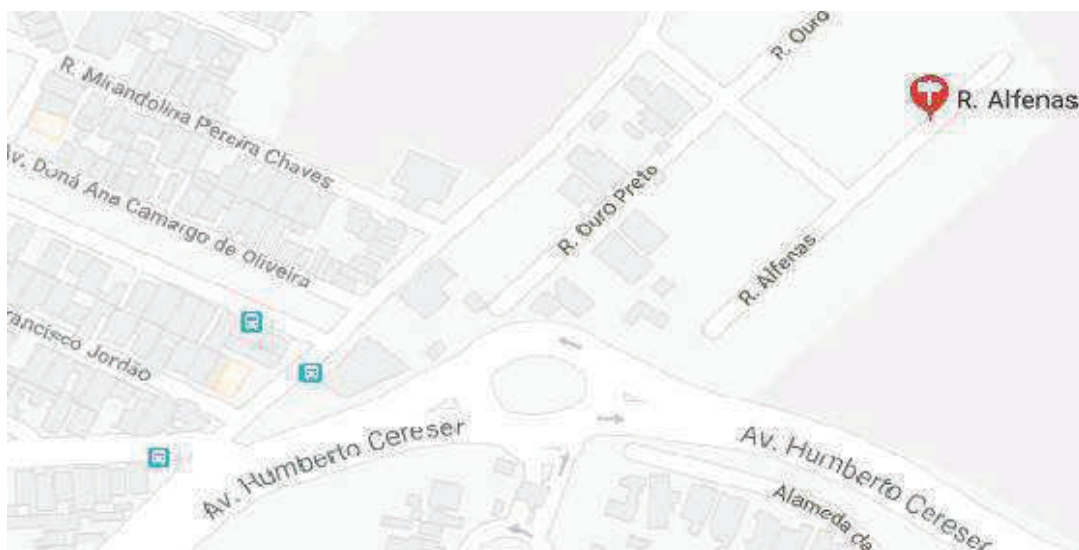 R. Ouro
R. Alfenas
R. Mirandolina Pereira Chaves
Av. Doná Ana Camargo de Oliveira
R. Ouro Preto
R. Alfenas
rancisco Jordão
Av. Humberto Cereser
Av. Humberto Cereser
Alameda da